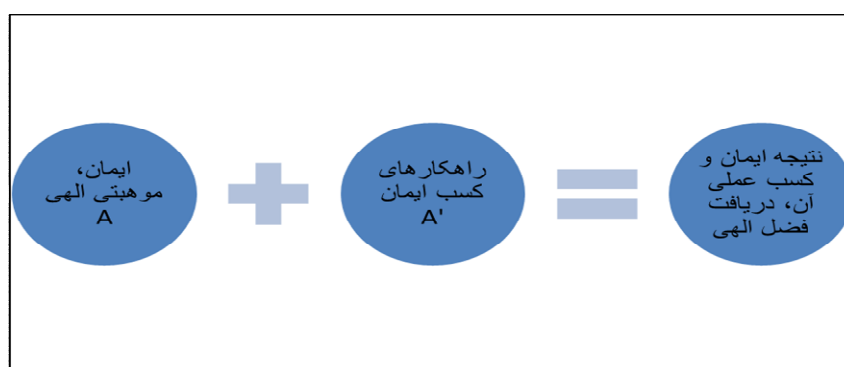 ایمان،
موهبتی الهی
A
راهکارهای
کسب ایمان
A'
نتیجه ایمان و
کسب عملی
آن، دریافت
فضل الهی